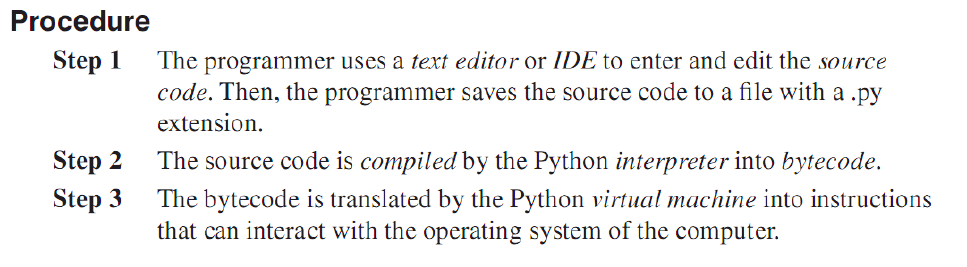 Procedure
Step 1 The programmer uses a text editor or IDE to enter and edit the source
code. Then, the programmer saves the source code to a file with a .py
extension.
Step 2 The source code is compiled by the Python interpreter into bytecode.
Step 3 The bytecode is translated by the Python virtual machine into instructions
that can interact with the operating system of the computer.